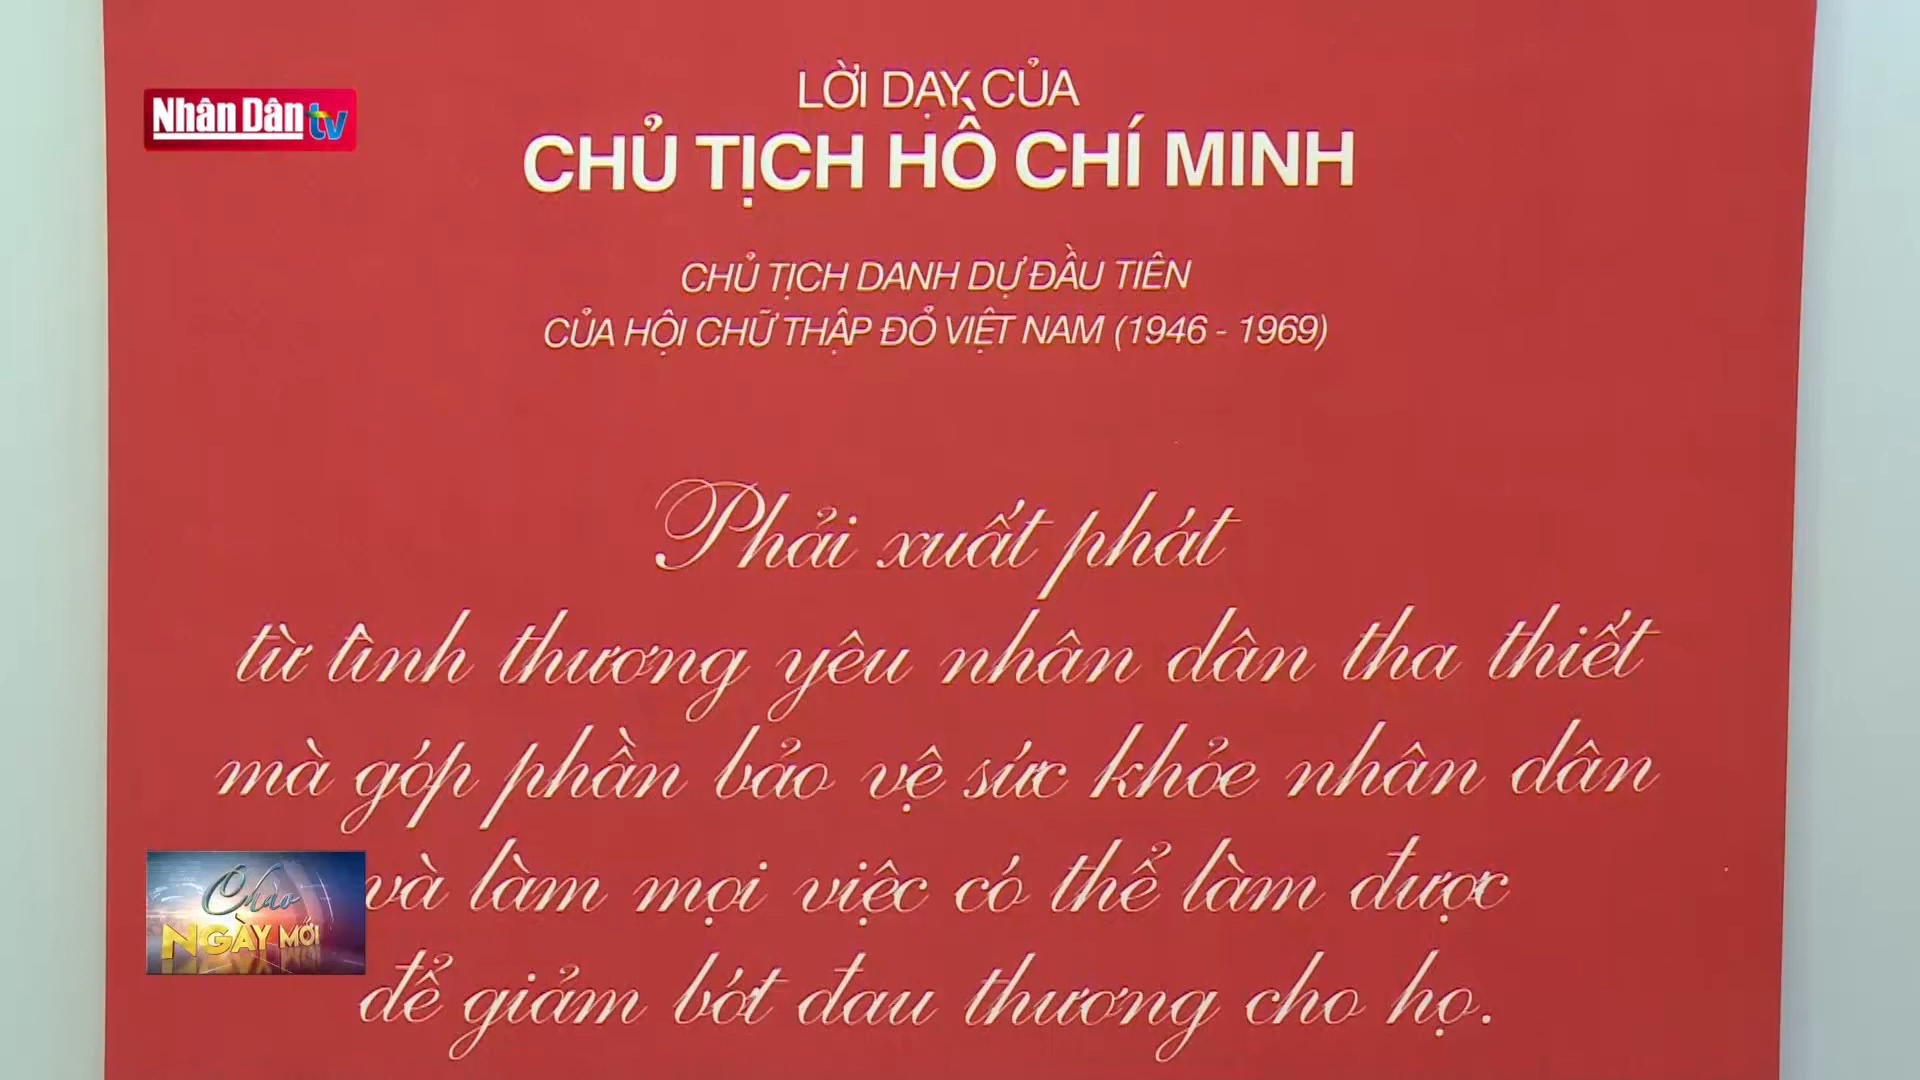 Nhân Dân tv
LỜI DẠY CỦA
CHỦ TỊCH HỒ CHÍ MINH
CHỦ TỊCH DANH DỰ ĐẦU TIÊN
CỦA HỘI CHỮ THẬP ĐỎ VIỆT NAM (1946 - 1969)
Phải xuất phát
từ tình thương yêu nhân dân tha thiết
mà góp phần bảo vệ sức khỏe nhân dân
và làm mọi việc có thể làm được
để giảm bớt đau thương cho họ.
Chào
NGÀY MỚI